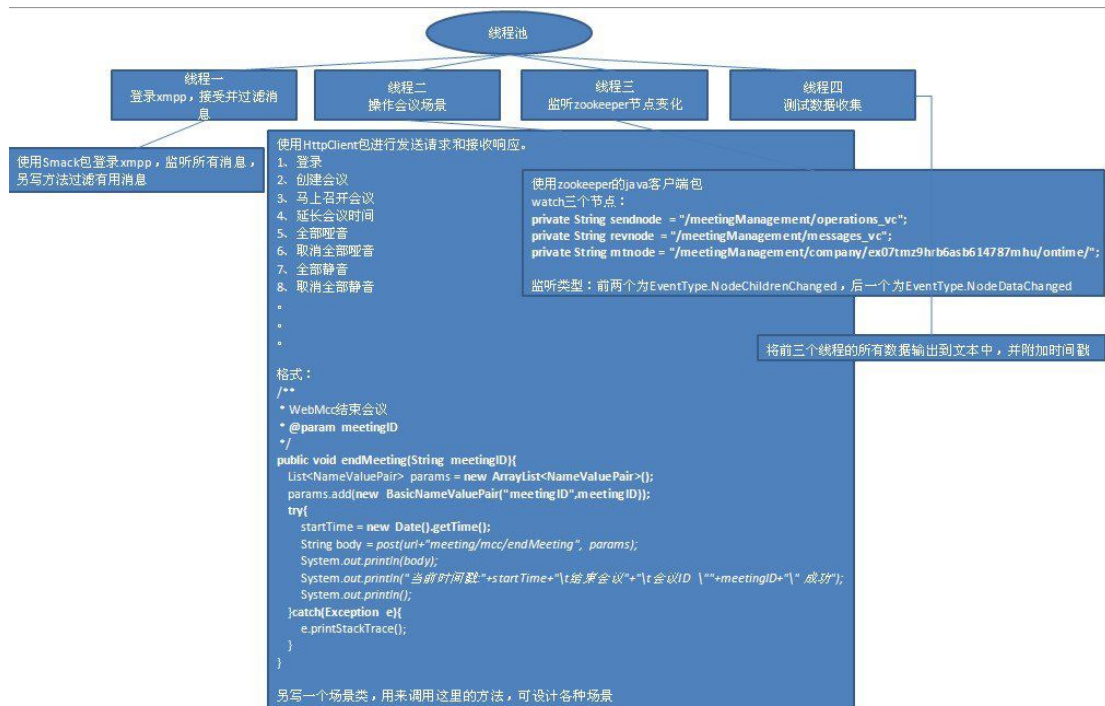 线程池
线程一
登录xmpp，接受并过滤消
息
线程二
操作会议场景
线程三
监听zookeeper节点变化
线程四
测试数据收集
使用Smack包登录xmpp，监听所有消息，
另写方法过滤有用消息
使用HttpClient包进行发送请求和接收响应。
1、登录
2、创建会议
3、马上召开会议
4、延长会议时间
5、全部哑音
6、取消全部哑音
7、全部静音
8、取消全部静音
。
。
。
格式：
/**
* WebMcc结束会议
* @param meetingID
*/
public void endMeeting(String meetingID){
List<NameValuePair> params = new ArrayList<NameValuePair>();
params.add(new BasicNameValuePair("meetingID",meetingID));
try{
startTime = new Date().getTime();
String body = post(url+"meeting/mcc/endMeeting", params);
System.out.println(body);
System.out.println("当前时间戳:"+startTime+"\t结束会议"+"\t会议ID \""+meetingID+"\" 成功");
System.out.println();
}catch(Exception e){
e.printStackTrace();
}
}
另写一个场景类，用来调用这里的方法，可设计各种场景
使用zookeeper的java客户端包
watch三个节点：
private String sendnode = "/meetingManagement/operations_vc";
private String revnode = "/meetingManagement/messages_vc";
private String mtnode = "/meetingManagement/company/ex07tmz9hrb6asb614787mhu/ontime/";
监听类型：前两个为EventType.NodeChildrenChanged，后一个为EventType.NodeDataChanged
将前三个线程的所有数据输出到文本中，并附加时间戳